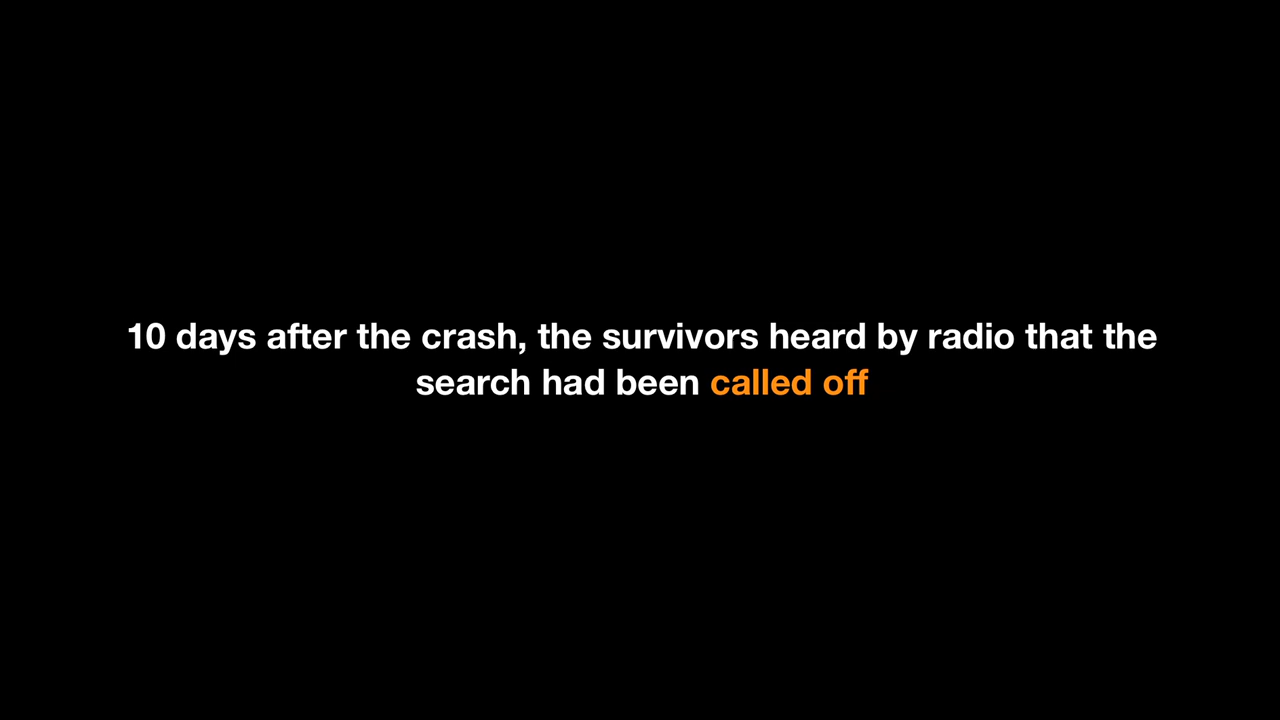 10 days after the crash, the survivors heard by radio that the
search had been called off